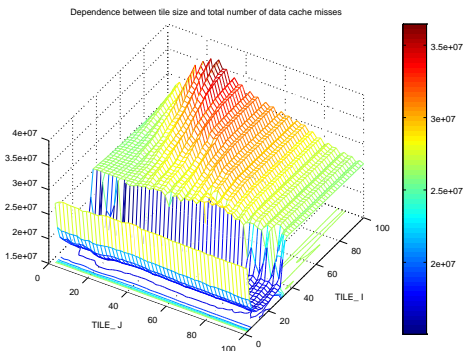 Dependence between tile size and total number of data cache misses
4e+07
3.5e+07
3e+07
2.5e+07
2e+07
1.5e+07
0
20
40
60
80
100
TILE_ J
0
20
40
60
80
100
TILE_ I
3.5e+07
3e+07
2.5e+07
2e+07